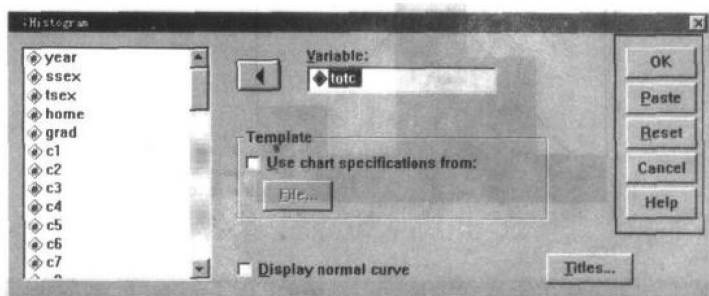 Histogram
year
ssex
tsex
home
grad
c1
c2
c3
c4
c5
c6
c7
Variable:
totc
Template
Use chart specifications from:
File...
Display normal curve
Titles...
OK
Paste
Reset
Cancel
Help